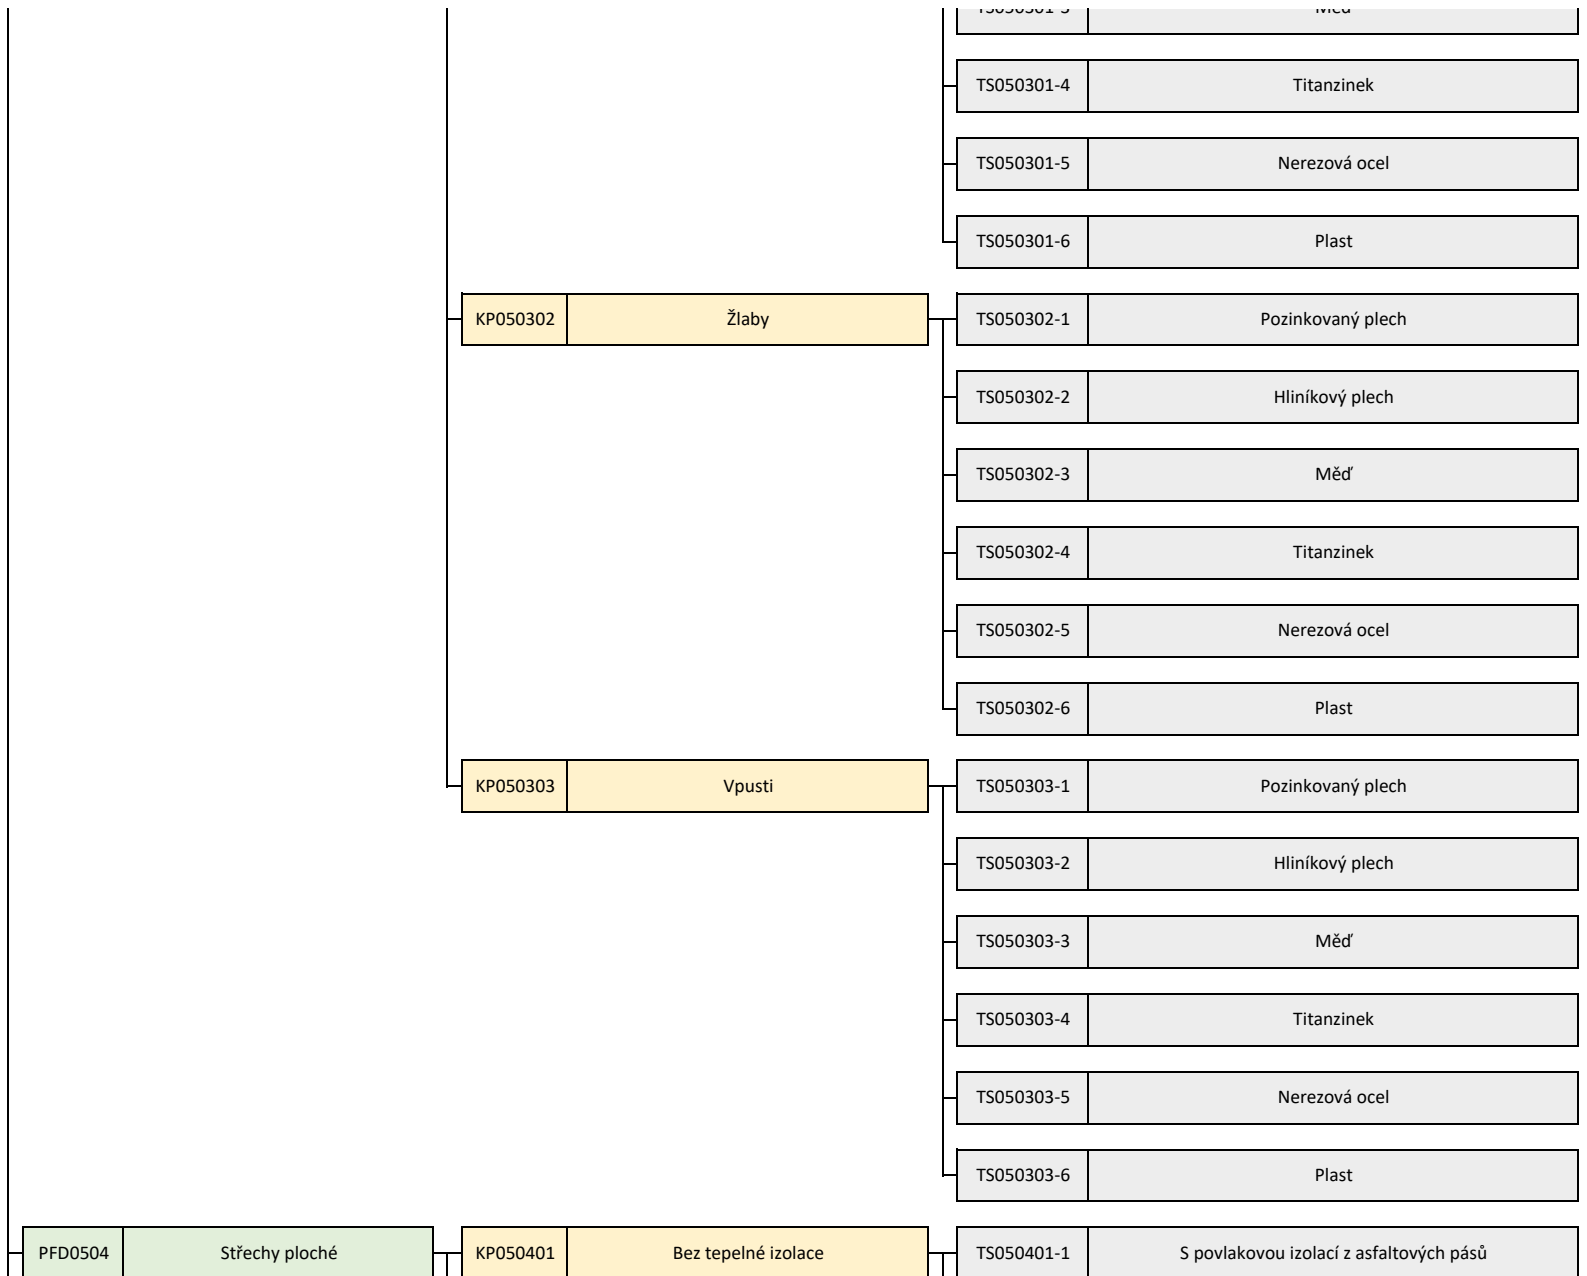 TS050301-4 Titanzinek
TS050301-5 Nerezová ocel
TS050301-6 Plast
KP050302 Žlaby TS050302-1 Pozinkovaný plech
TS050302-2 Hliníkový plech
TS050302-3 Měď
TS050302-4 Titanzinek
TS050302-5 Nerezová ocel
TS050302-6 Plast
KP050303 Vpusti TS050303-1 Pozinkovaný plech
TS050303-2 Hliníkový plech
TS050303-3 Měď
TS050303-4 Titanzinek
TS050303-5 Nerezová ocel
TS050303-6 Plast
PFD0504 Střechy ploché KP050401 Bez tepelné izolace TS050401-1 S povlakovou izolací z asfaltových pásů